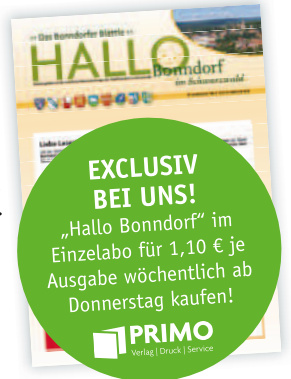 Das Bonndorfer Blättle
HALLO
Bonndorf
im Schwarzwald
EXCLUSIV
BEI UNS!
„Hallo Bonndorf“ im
Einzelabo für 1,10 € je
Ausgabe wöchentlich ab
Donnerstag kaufen!
PRIMO
Verlag | Druck | Service